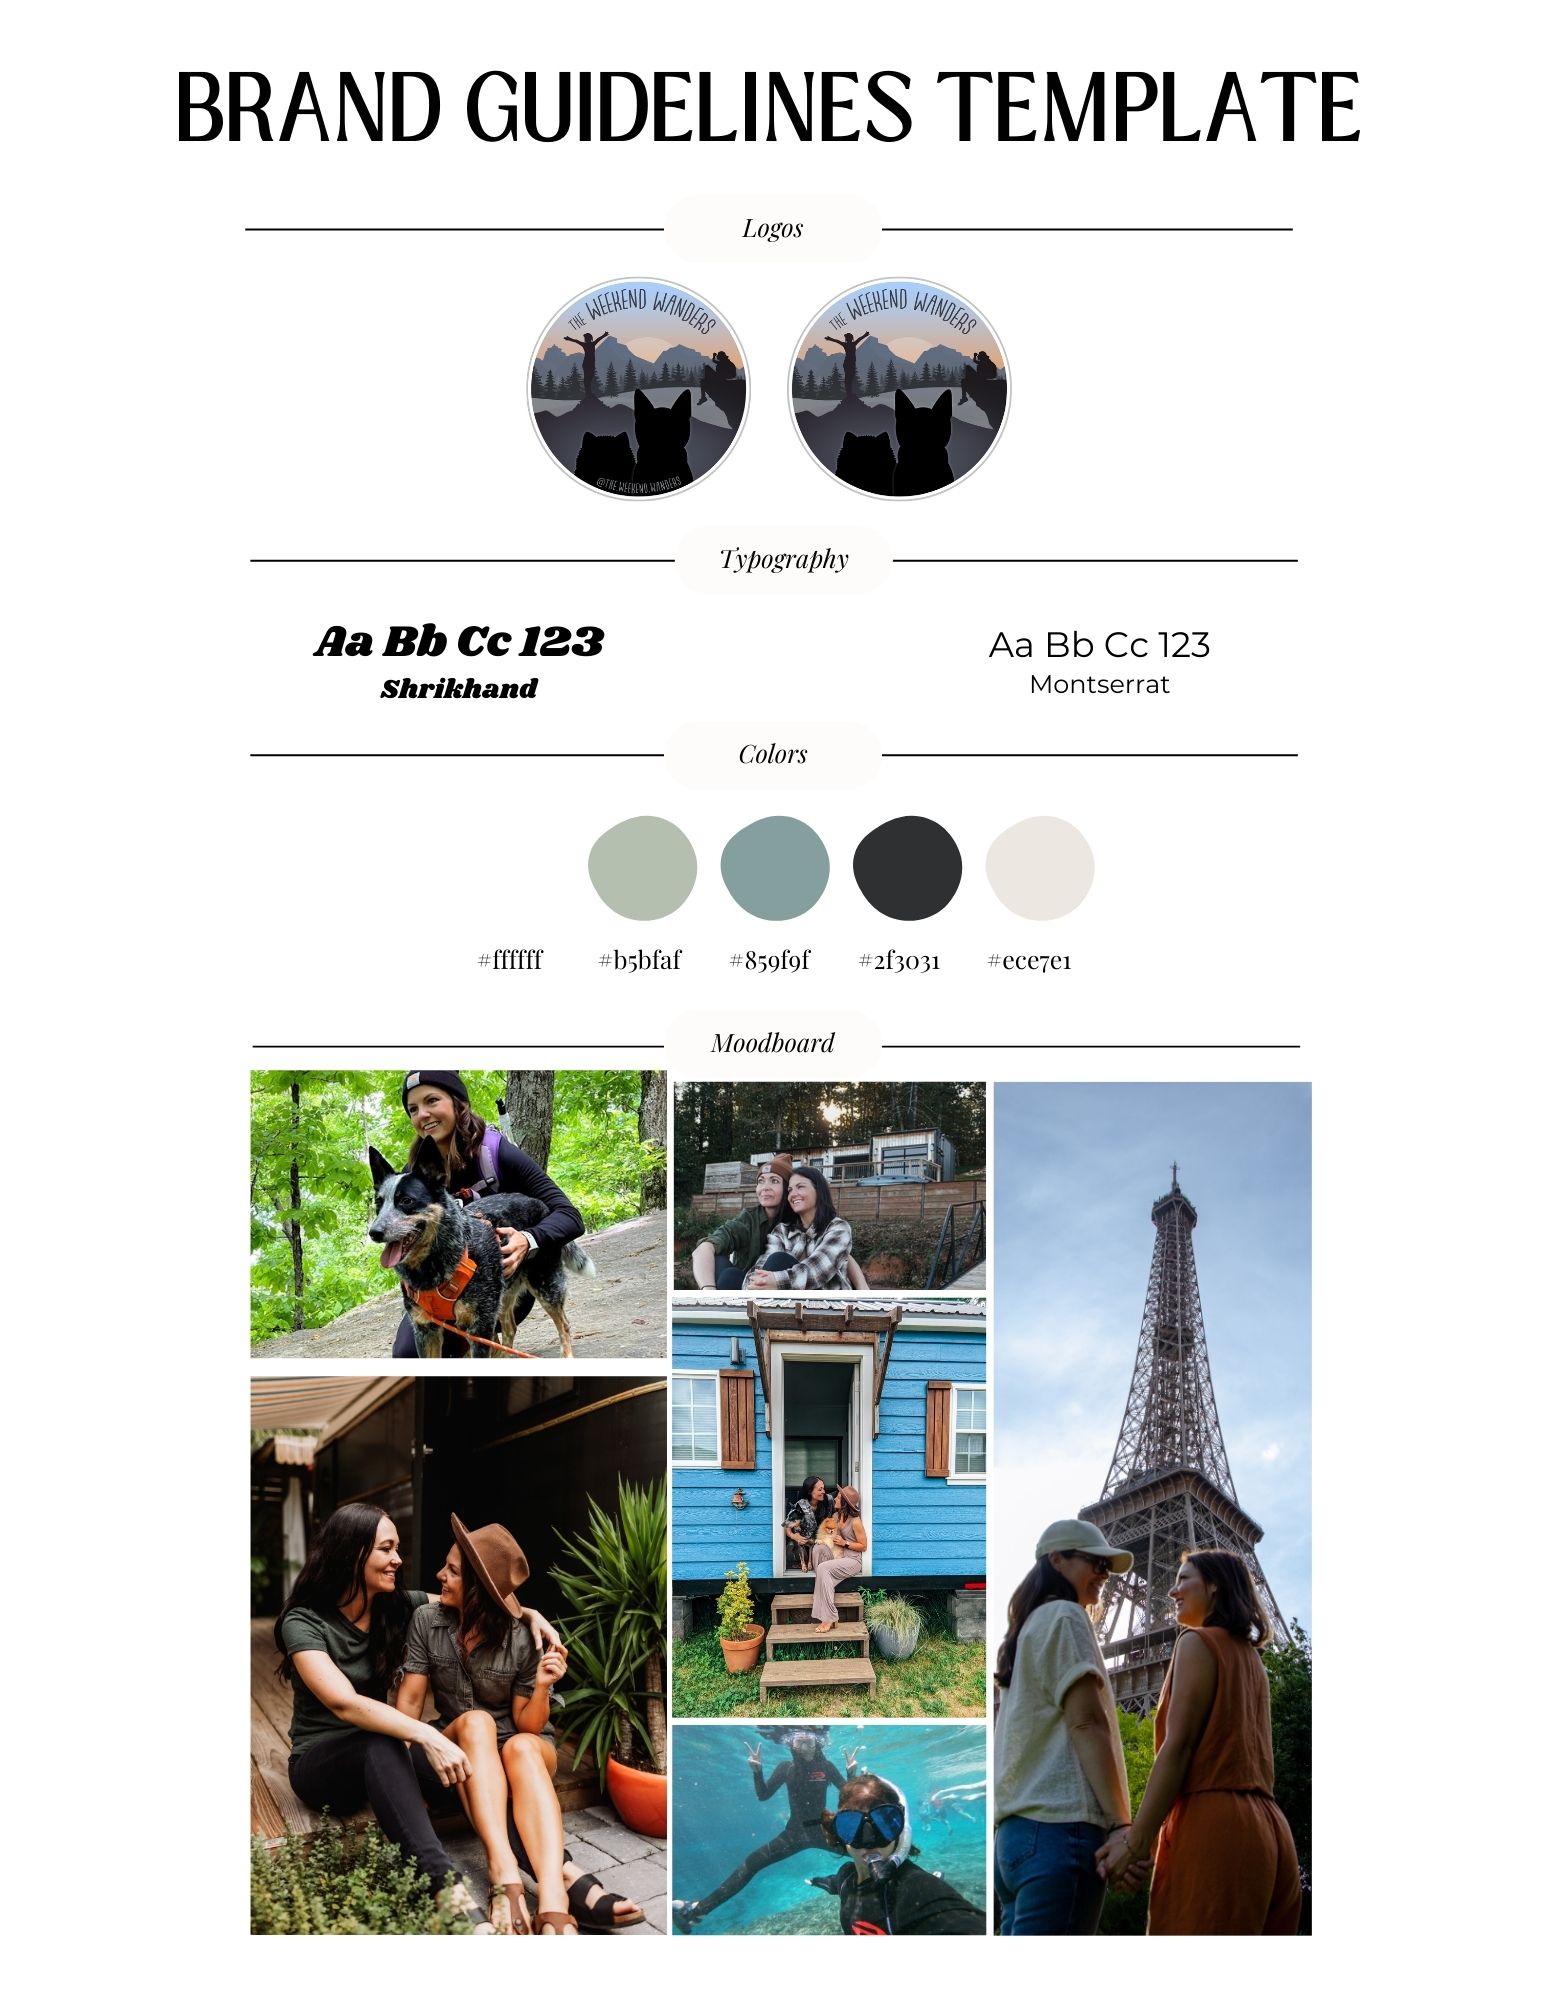 BRAND GUIDELINES TEMPLATE
Logos
THE WEEKEND WANDERS
@THE.WEEKEND.WANDERS
THE WEEKEND WANDERS
Typography
Aa Bb Cc 123
Shrikhand
Aa Bb Cc 123
Montserrat
Colors
#ffffff #b5bfaf #859f9f #2f3031 #ece7e1
Moodboard